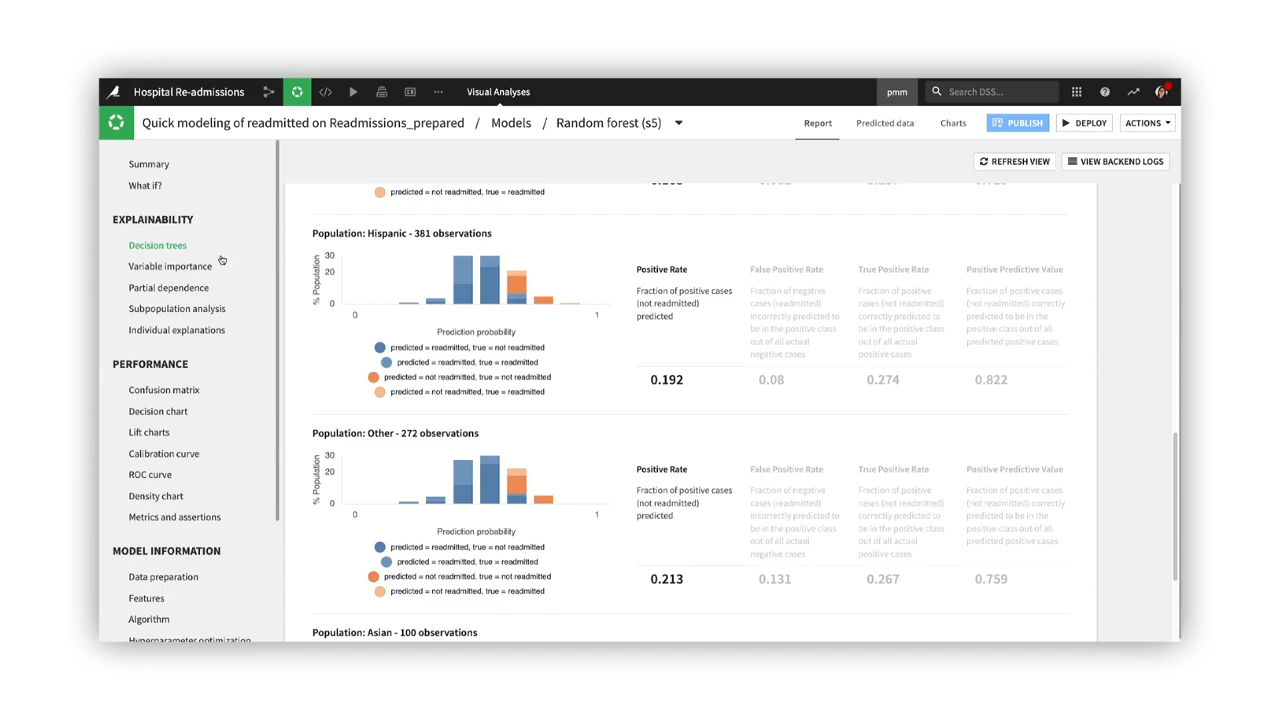 Hospital Re-admissions
Visual Analyses
pmm
Search DSS...
Quick modeling of readmitted on Readmissions_prepared / Models / Random forest (s5)
Report
Predicted data
Charts
PUBLISH
DEPLOY
ACTIONS
REFRESH VIEW
VIEW BACKEND LOGS
Summary
What if?
EXPLAINABILITY
Decision trees
Variable importance
Partial dependence
Subpopulation analysis
Individual explanations
PERFORMANCE
Confusion matrix
Decision chart
Lift charts
Calibration curve
ROC curve
Density chart
Metrics and assertions
MODEL INFORMATION
Data preparation
Features
Algorithm
Hyperparameter optimization
predicted = not readmitted, true = readmitted
Population: Hispanic - 381 observations
% Population
30
20
0
0
1
Prediction probability
predicted = readmitted, true = not readmitted
predicted = readmitted, true = readmitted
predicted = not readmitted, true = not readmitted
predicted = not readmitted, true = readmitted
Positive Rate
Fraction of positive cases
(not readmitted)
predicted
0.192
False Positive Rate
Fraction of negative
cases (readmitted)
incorrectly predicted to
be in the positive class
out of all actual
negative cases
0.08
True Positive Rate
Fraction of positive
cases (not readmitted)
correctly predicted to
be in the positive class
out of all actual
positive cases
0.274
Positive Predictive Value
Fraction of positive cases
(not readmitted) correctly
predicted to be in the
positive class out of all
predicted positive cases
0.822
Population: Other - 272 observations
% Population
30
20
0
0
1
Prediction probability
predicted = readmitted, true = not readmitted
predicted = readmitted, true = readmitted
predicted = not readmitted, true = not readmitted
predicted = not readmitted, true = readmitted
Positive Rate
Fraction of positive cases
(not readmitted)
predicted
0.213
False Positive Rate
Fraction of negative
cases (readmitted)
incorrectly predicted to
be in the positive class
out of all actual
negative cases
0.131
True Positive Rate
Fraction of positive
cases (not readmitted)
correctly predicted to
be in the positive class
out of all actual
positive cases
0.267
Positive Predictive Value
Fraction of positive cases
(not readmitted) correctly
predicted to be in the
positive class out of all
predicted positive cases
0.759
Population: Asian - 100 observations